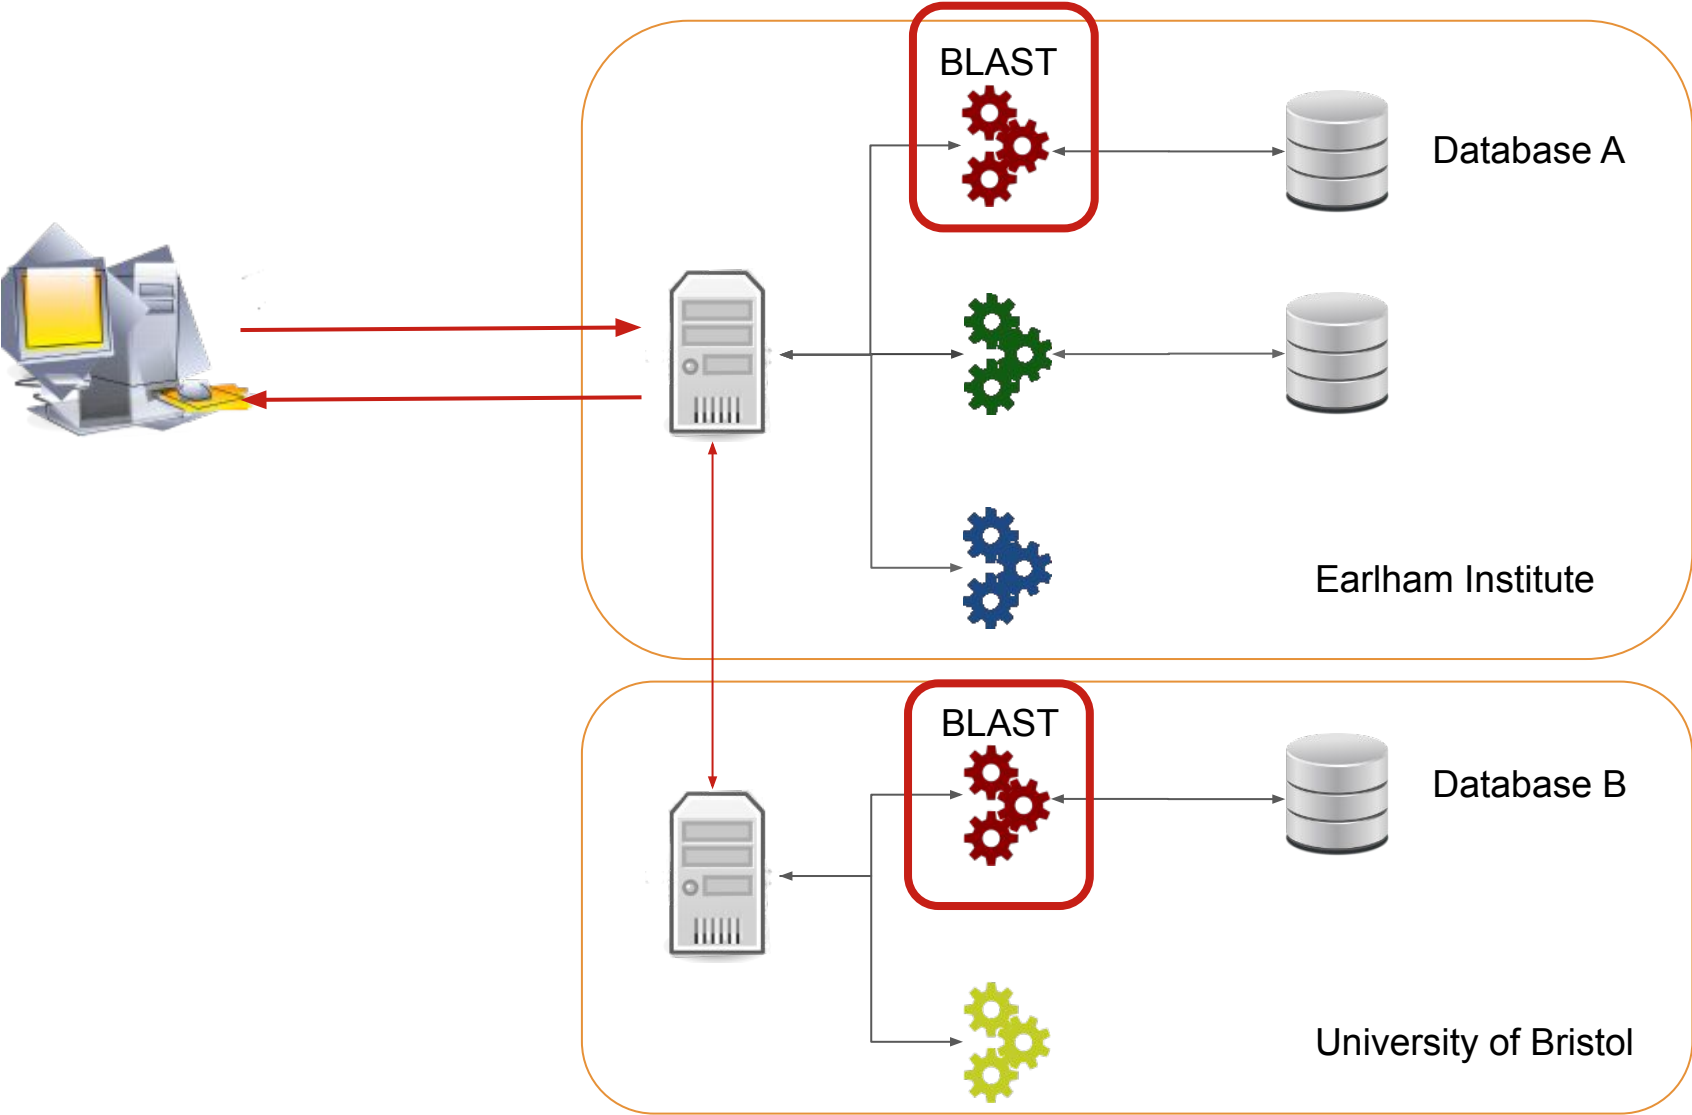 BLAST
Database A
Earlham Institute
BLAST
Database B
University of Bristol